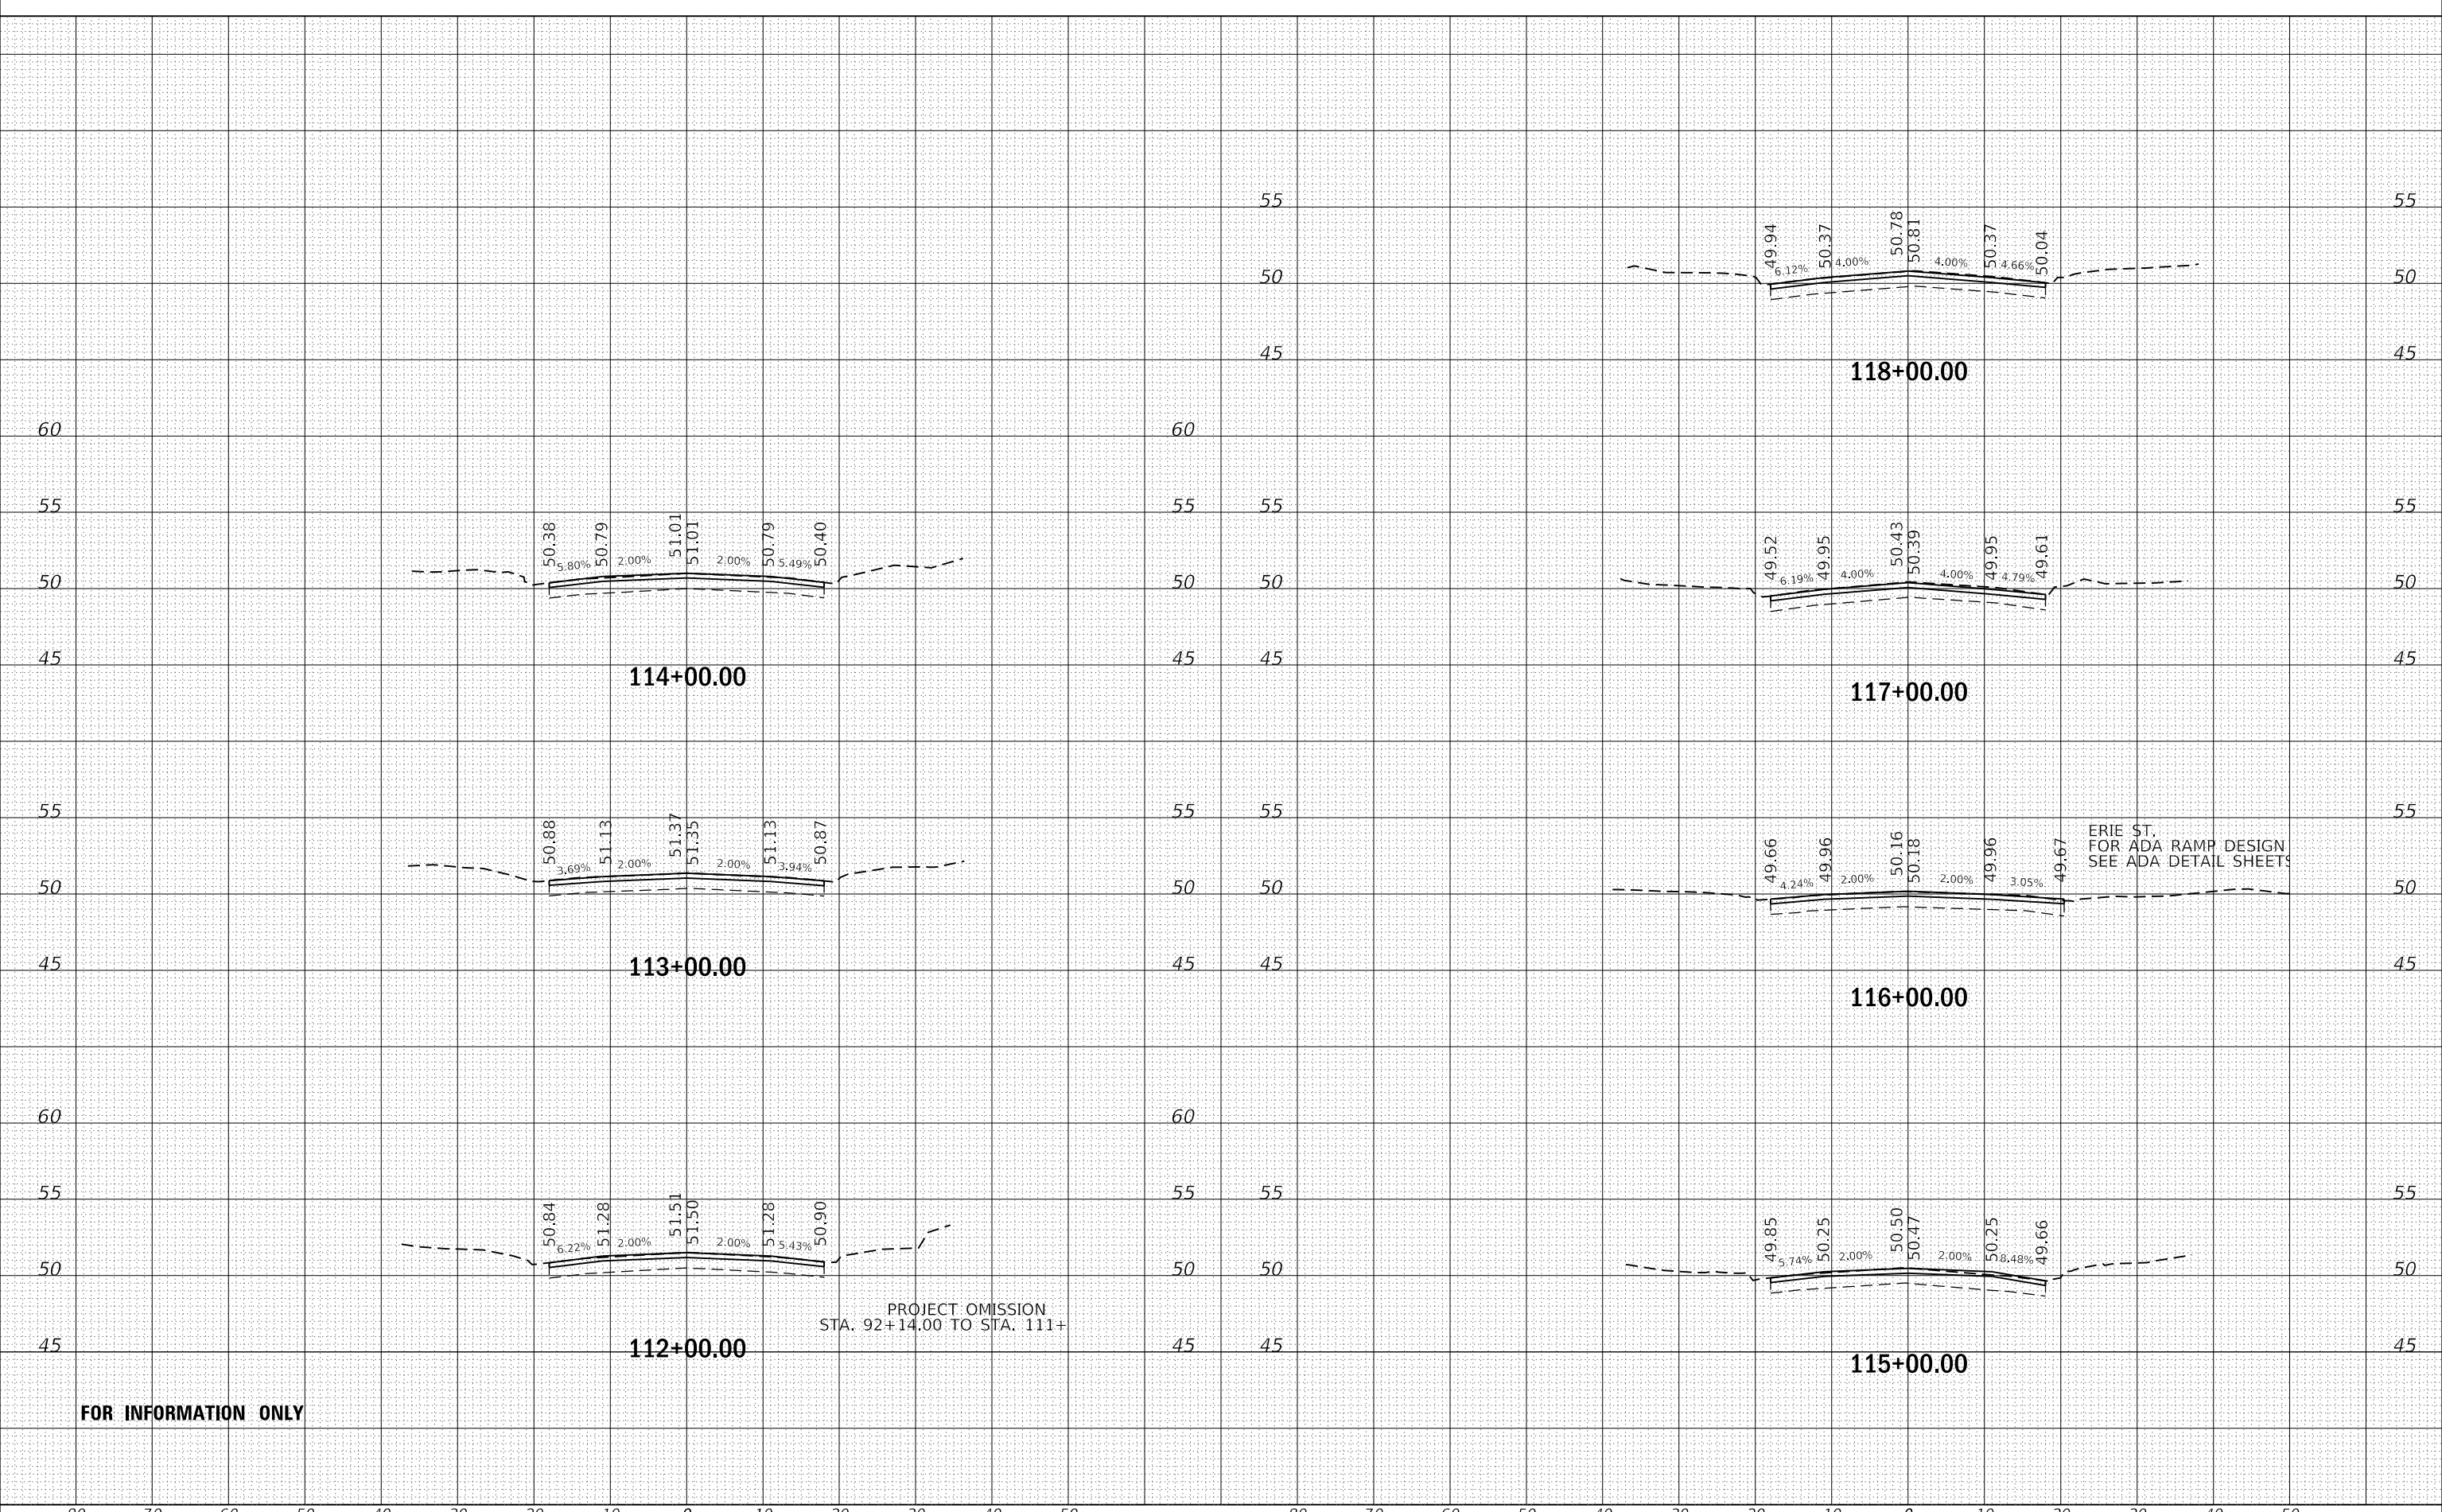 55 55
49.94 50.37 50.78 50.81 50.37 50.04
6.12% 4.00% 4.00% 4.66%
50 50
45 45
118+00.00
60 60
55 55 55 55
50.38 50.79 51.01 51.01 50.79 50.40
5.80% 2.00% 2.00% 5.49%
49.52 49.95 50.43 50.39 49.95 49.61
6.19% 4.00% 4.00% 4.79%
50 50 50 50
45 45 45 45
114+00.00
117+00.00
55 55 55 55
50.88 51.13 51.37 51.35 51.13 50.87
3.69% 2.00% 2.00% 3.94%
49.66 49.96 50.16 50.18 49.96 49.67
4.24% 2.00% 2.00% 3.05%
ERIE ST.
FOR ADA RAMP DESIGN
SEE ADA DETAIL SHEETS
50 50 50 50
45 45 45 45
113+00.00
116+00.00
60 60
55 55 55 55
50.84 51.28 51.51 51.50 51.28 50.90
6.22% 2.00% 2.00% 5.43%
49.85 50.25 50.50 50.47 50.25 49.66
5.74% 2.00% 2.00% 8.48%
50 50 50 50
PROJECT OMISSION
STA. 92+14.00 TO STA. 111+
45 45 45 45
112+00.00
115+00.00
FOR INFORMATION ONLY